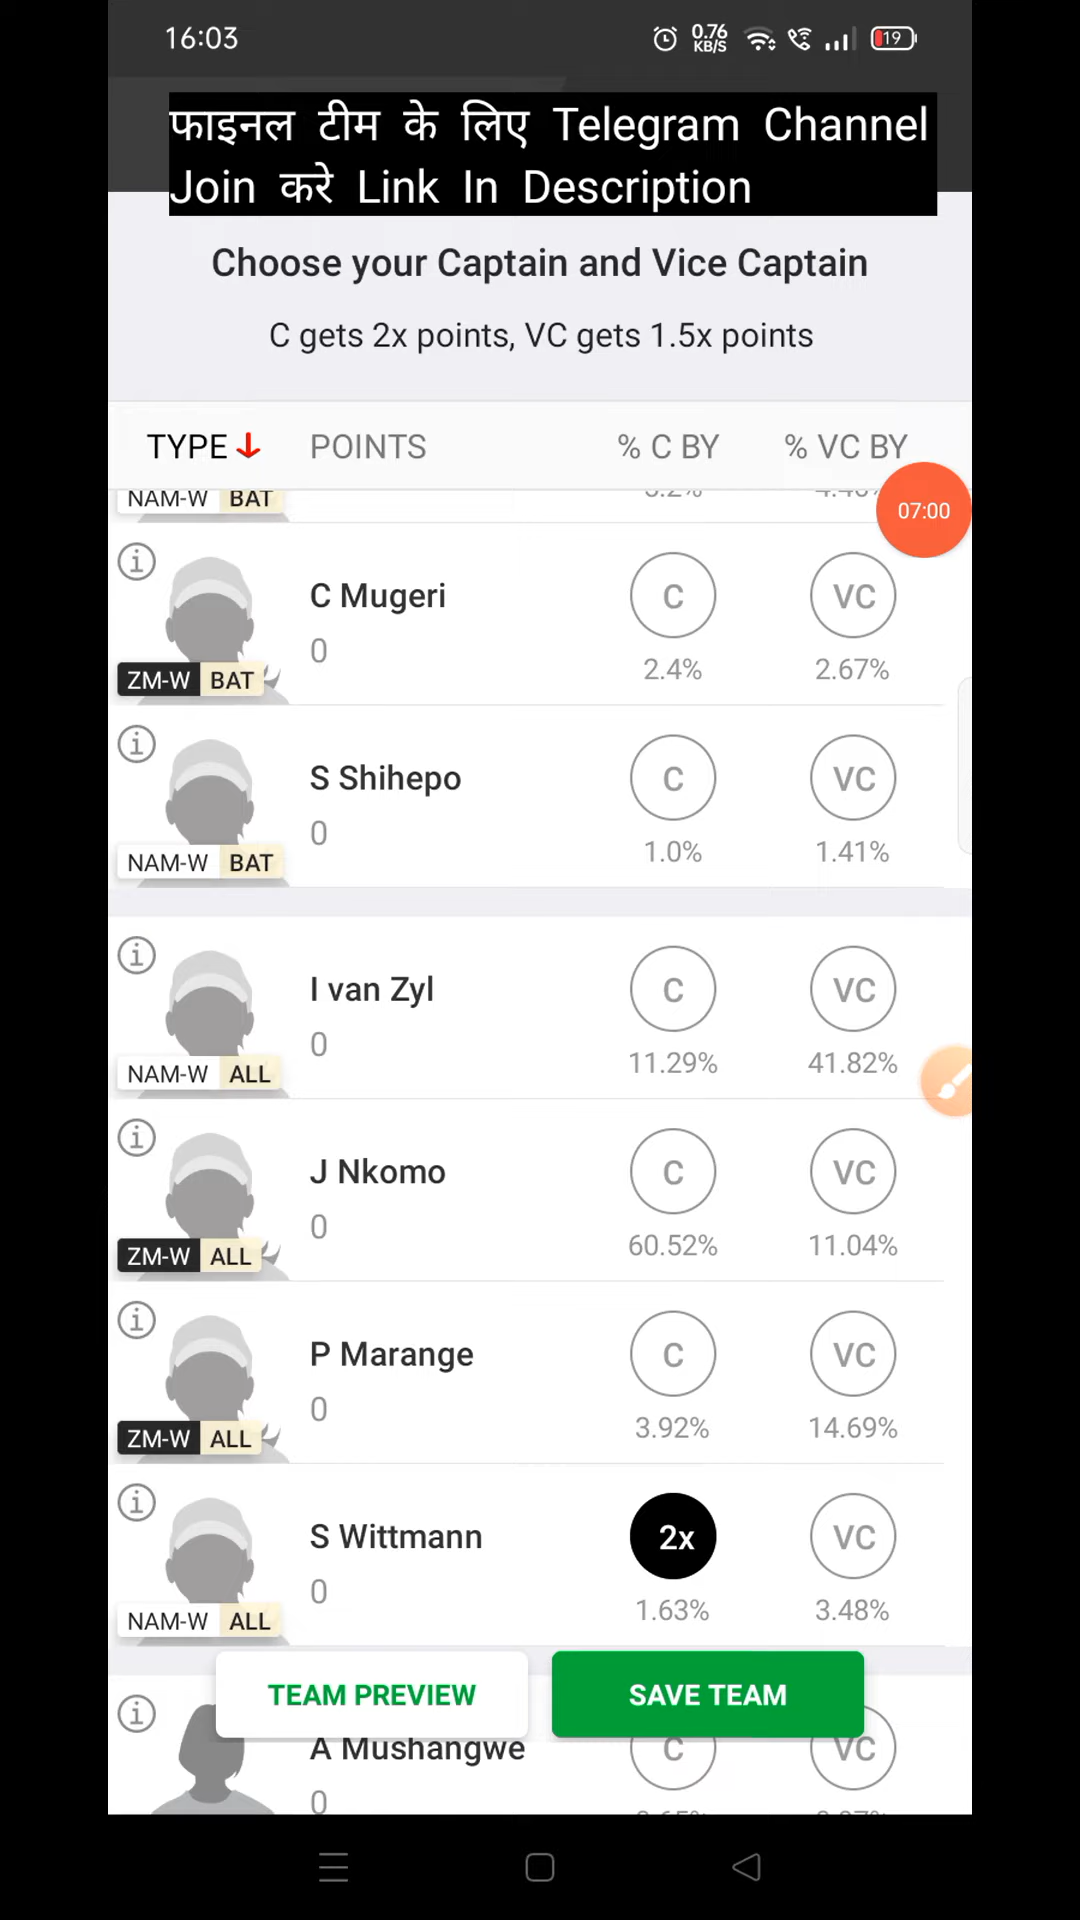 16:03
0.76
KB/S
19
फाइनल टीम के लिए Telegram Channel
Join करे Link In Description
Choose your Captain and Vice Captain
C gets 2x points, VC gets 1.5x points
TYPE POINTS % C BY % VC BY
NAM-W BAT
07:00
C Mugeri C VC
0
ZM-W BAT 2.4% 2.67%
S Shihepo C VC
0
NAM-W BAT 1.0% 1.41%
I van Zyl C VC
0
NAM-W ALL 11.29% 41.82%
J Nkomo C VC
0
ZM-W ALL 60.52% 11.04%
P Marange C VC
0
ZM-W ALL 3.92% 14.69%
S Wittmann 2x VC
0
NAM-W ALL 1.63% 3.48%
TEAM PREVIEW SAVE TEAM
A Mushangwe C VC
0